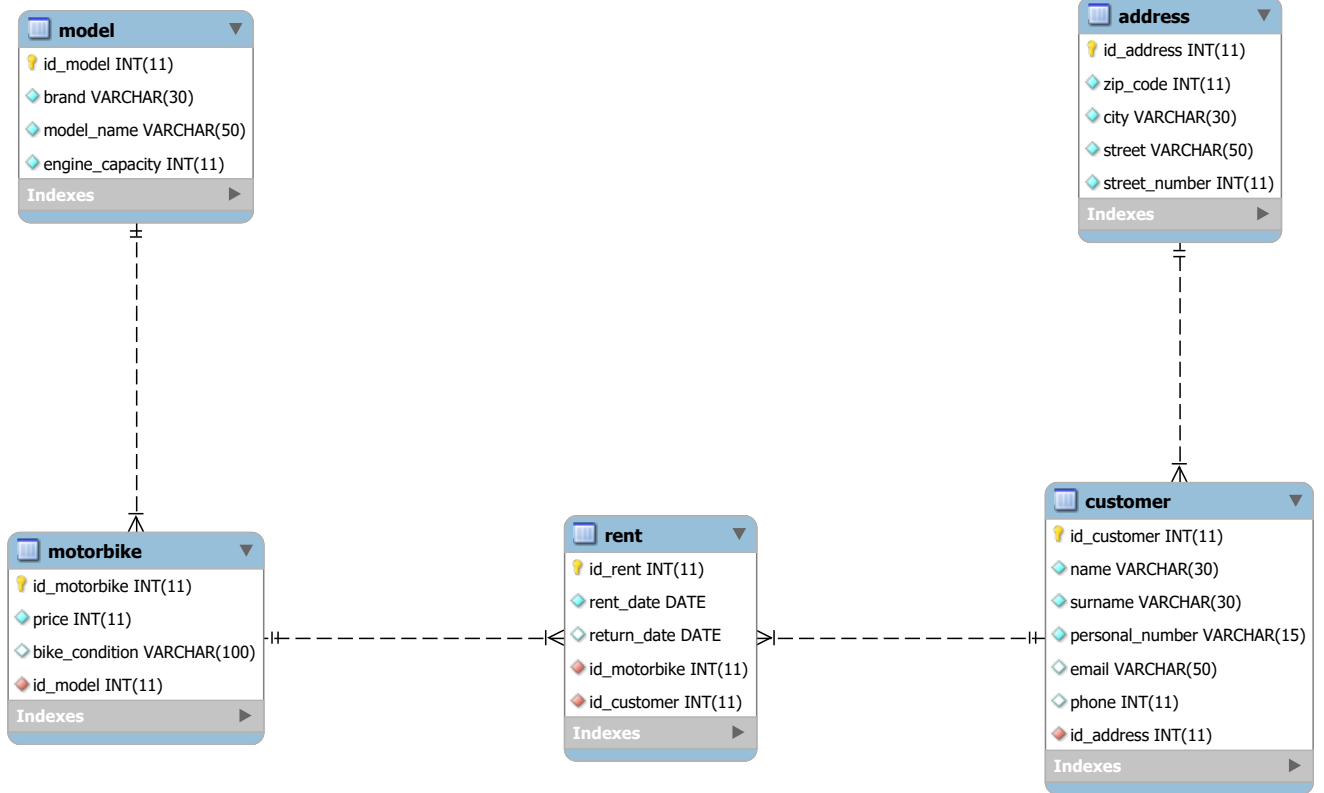 model
id_model INT(11)
brand VARCHAR(30)
model_name VARCHAR(50)
engine_capacity INT(11)
Indexes
address
id_address INT(11)
zip_code INT(11)
city VARCHAR(30)
street VARCHAR(50)
street_number INT(11)
Indexes
motorbike
id_motorbike INT(11)
price INT(11)
bike_condition VARCHAR(100)
id_model INT(11)
Indexes
rent
id_rent INT(11)
rent_date DATE
return_date DATE
id_motorbike INT(11)
id_customer INT(11)
Indexes
customer
id_customer INT(11)
name VARCHAR(30)
surname VARCHAR(30)
personal_number VARCHAR(15)
email VARCHAR(50)
phone INT(11)
id_address INT(11)
Indexes